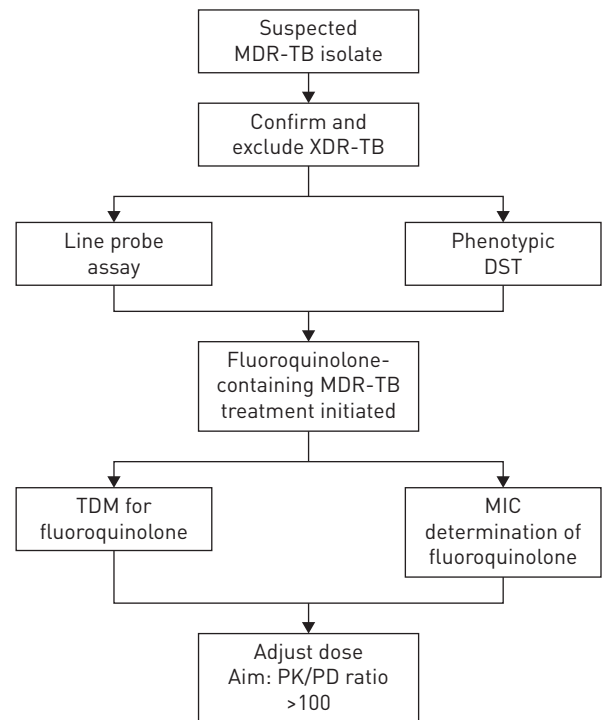 Suspected
MDR-TB isolate
Confirm and
exclude XDR-TB
Line probe
assay
Phenotypic
DST
Fluoroquinolone-
containing MDR-TB
treatment initiated
TDM for
fluoroquinolone
MIC
determination of
fluoroquinolone
Adjust dose
Aim: PK/PD ratio
>100